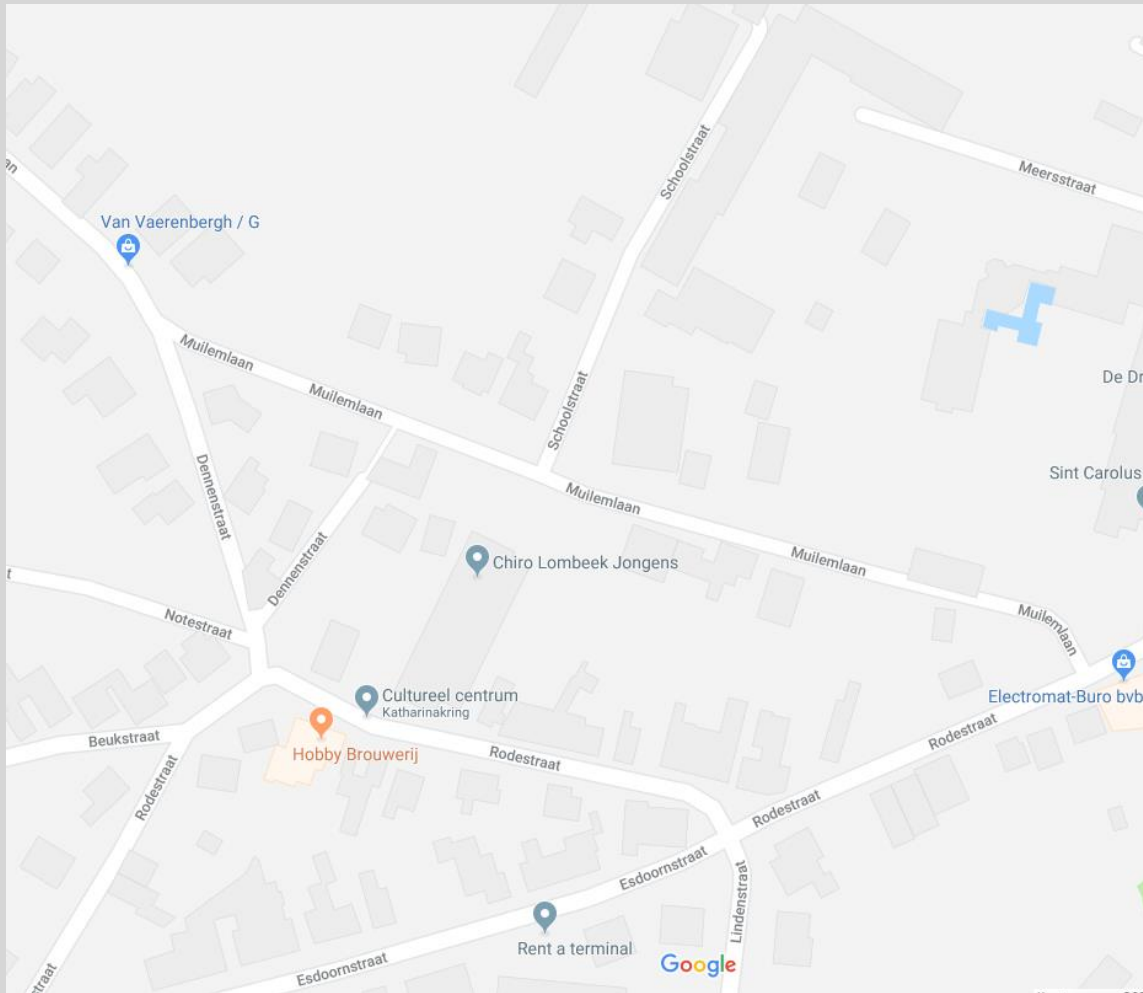 Schoolstraat
Meersstraat
an
Van Vaerenbergh / G
Muilemlaan
Muilemlaan
Schoolstraat
De Dr
Dennenstraat
Sint Carolus
Muilemlaan
Dennenstraat
Chiro Lombeek Jongens
Muilemlaan
t
Notestraat
Muilemlaan
Cultureel centrum
Katharinakring
Electromat-Buro bvb
Beukstraat
Hobby Brouwerij
Rodestraat
Rodestraat
Rodestraat
Rodestraat
Esdoornstraat
Lindenstraat
Rent a terminal
Esdoornstraat
Google
straat